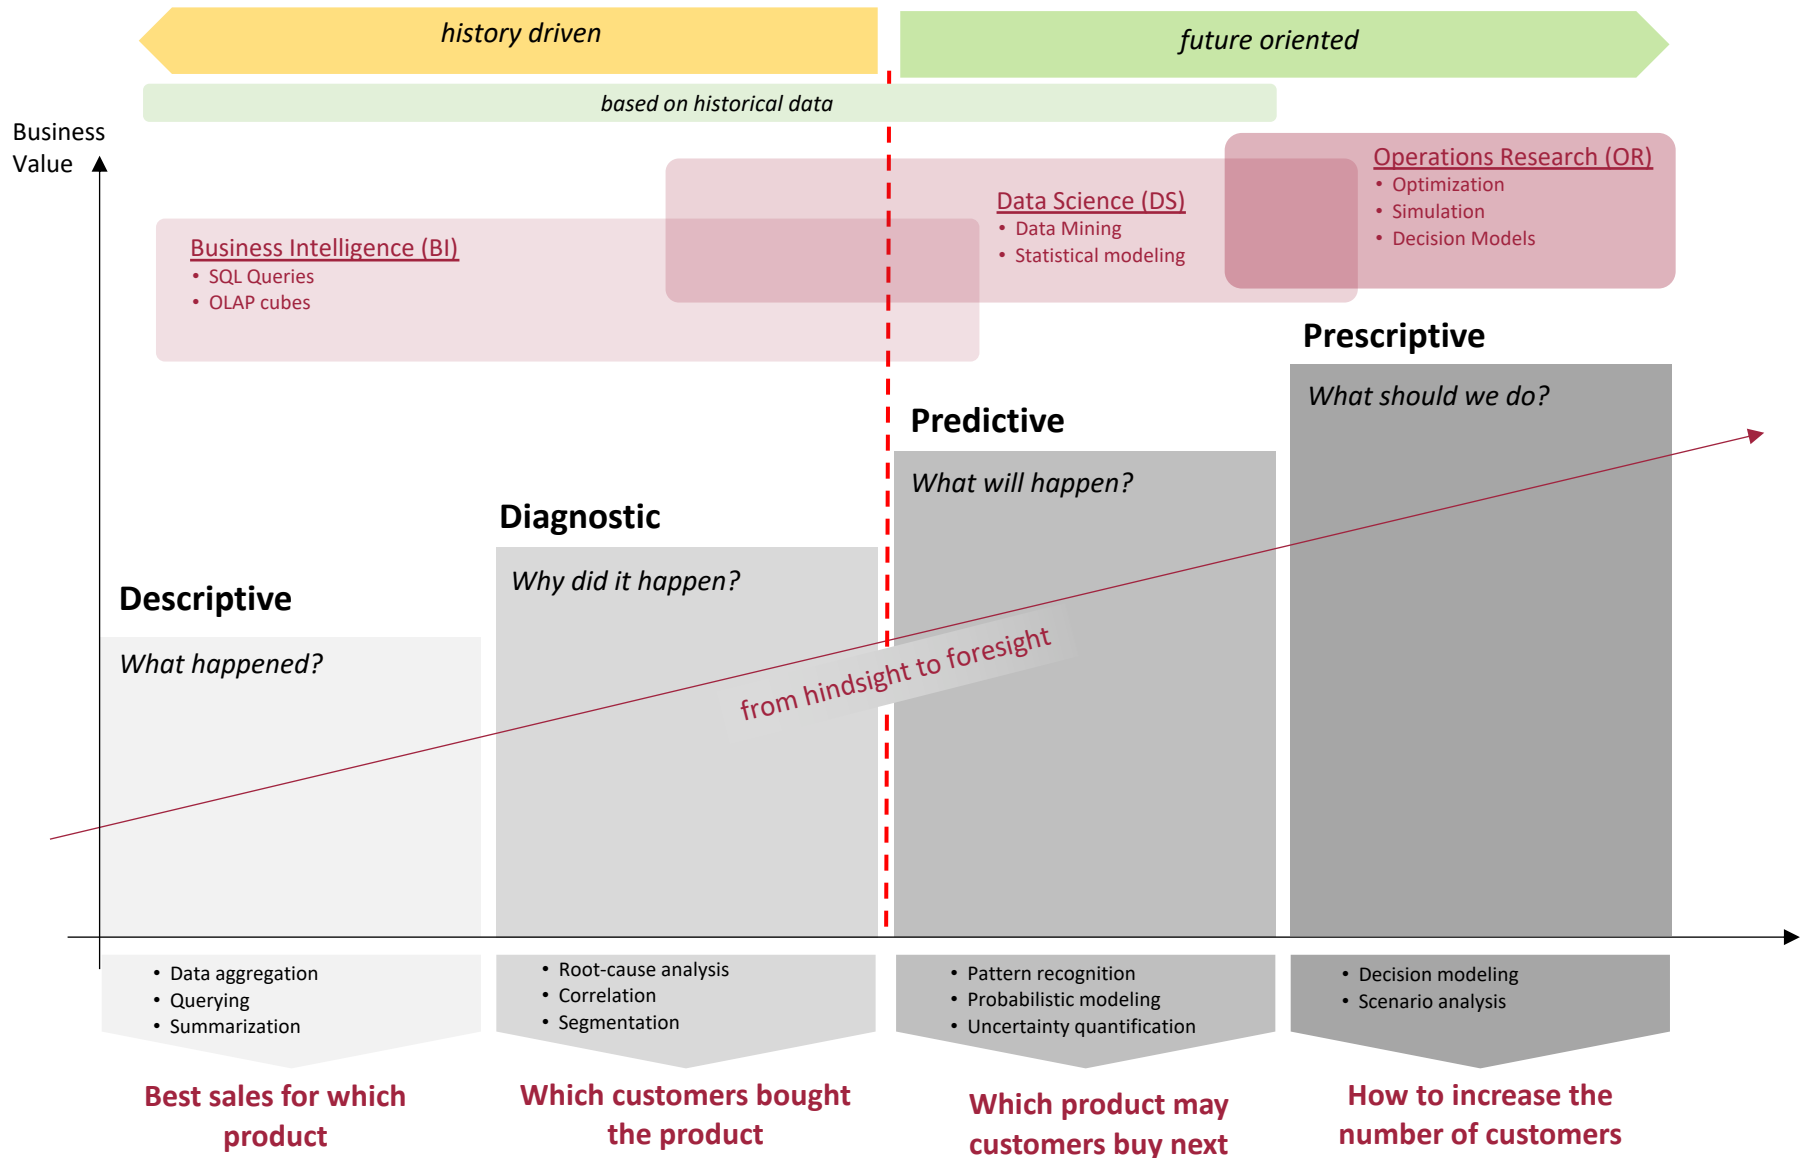 history driven
future oriented
based on historical data
Business
Value
Business Intelligence (BI)
• SQL Queries
• OLAP cubes
Data Science (DS)
• Data Mining
• Statistical modeling
Operations Research (OR)
• Optimization
• Simulation
• Decision Models
Descriptive
What happened?
Diagnostic
Why did it happen?
Predictive
What will happen?
Prescriptive
What should we do?
from hindsight to foresight
• Data aggregation
• Querying
• Summarization
• Root-cause analysis
• Correlation
• Segmentation
• Pattern recognition
• Probabilistic modeling
• Uncertainty quantification
• Decision modeling
• Scenario analysis
Best sales for which
product
Which customers bought
the product
Which product may
customers buy next
How to increase the
number of customers